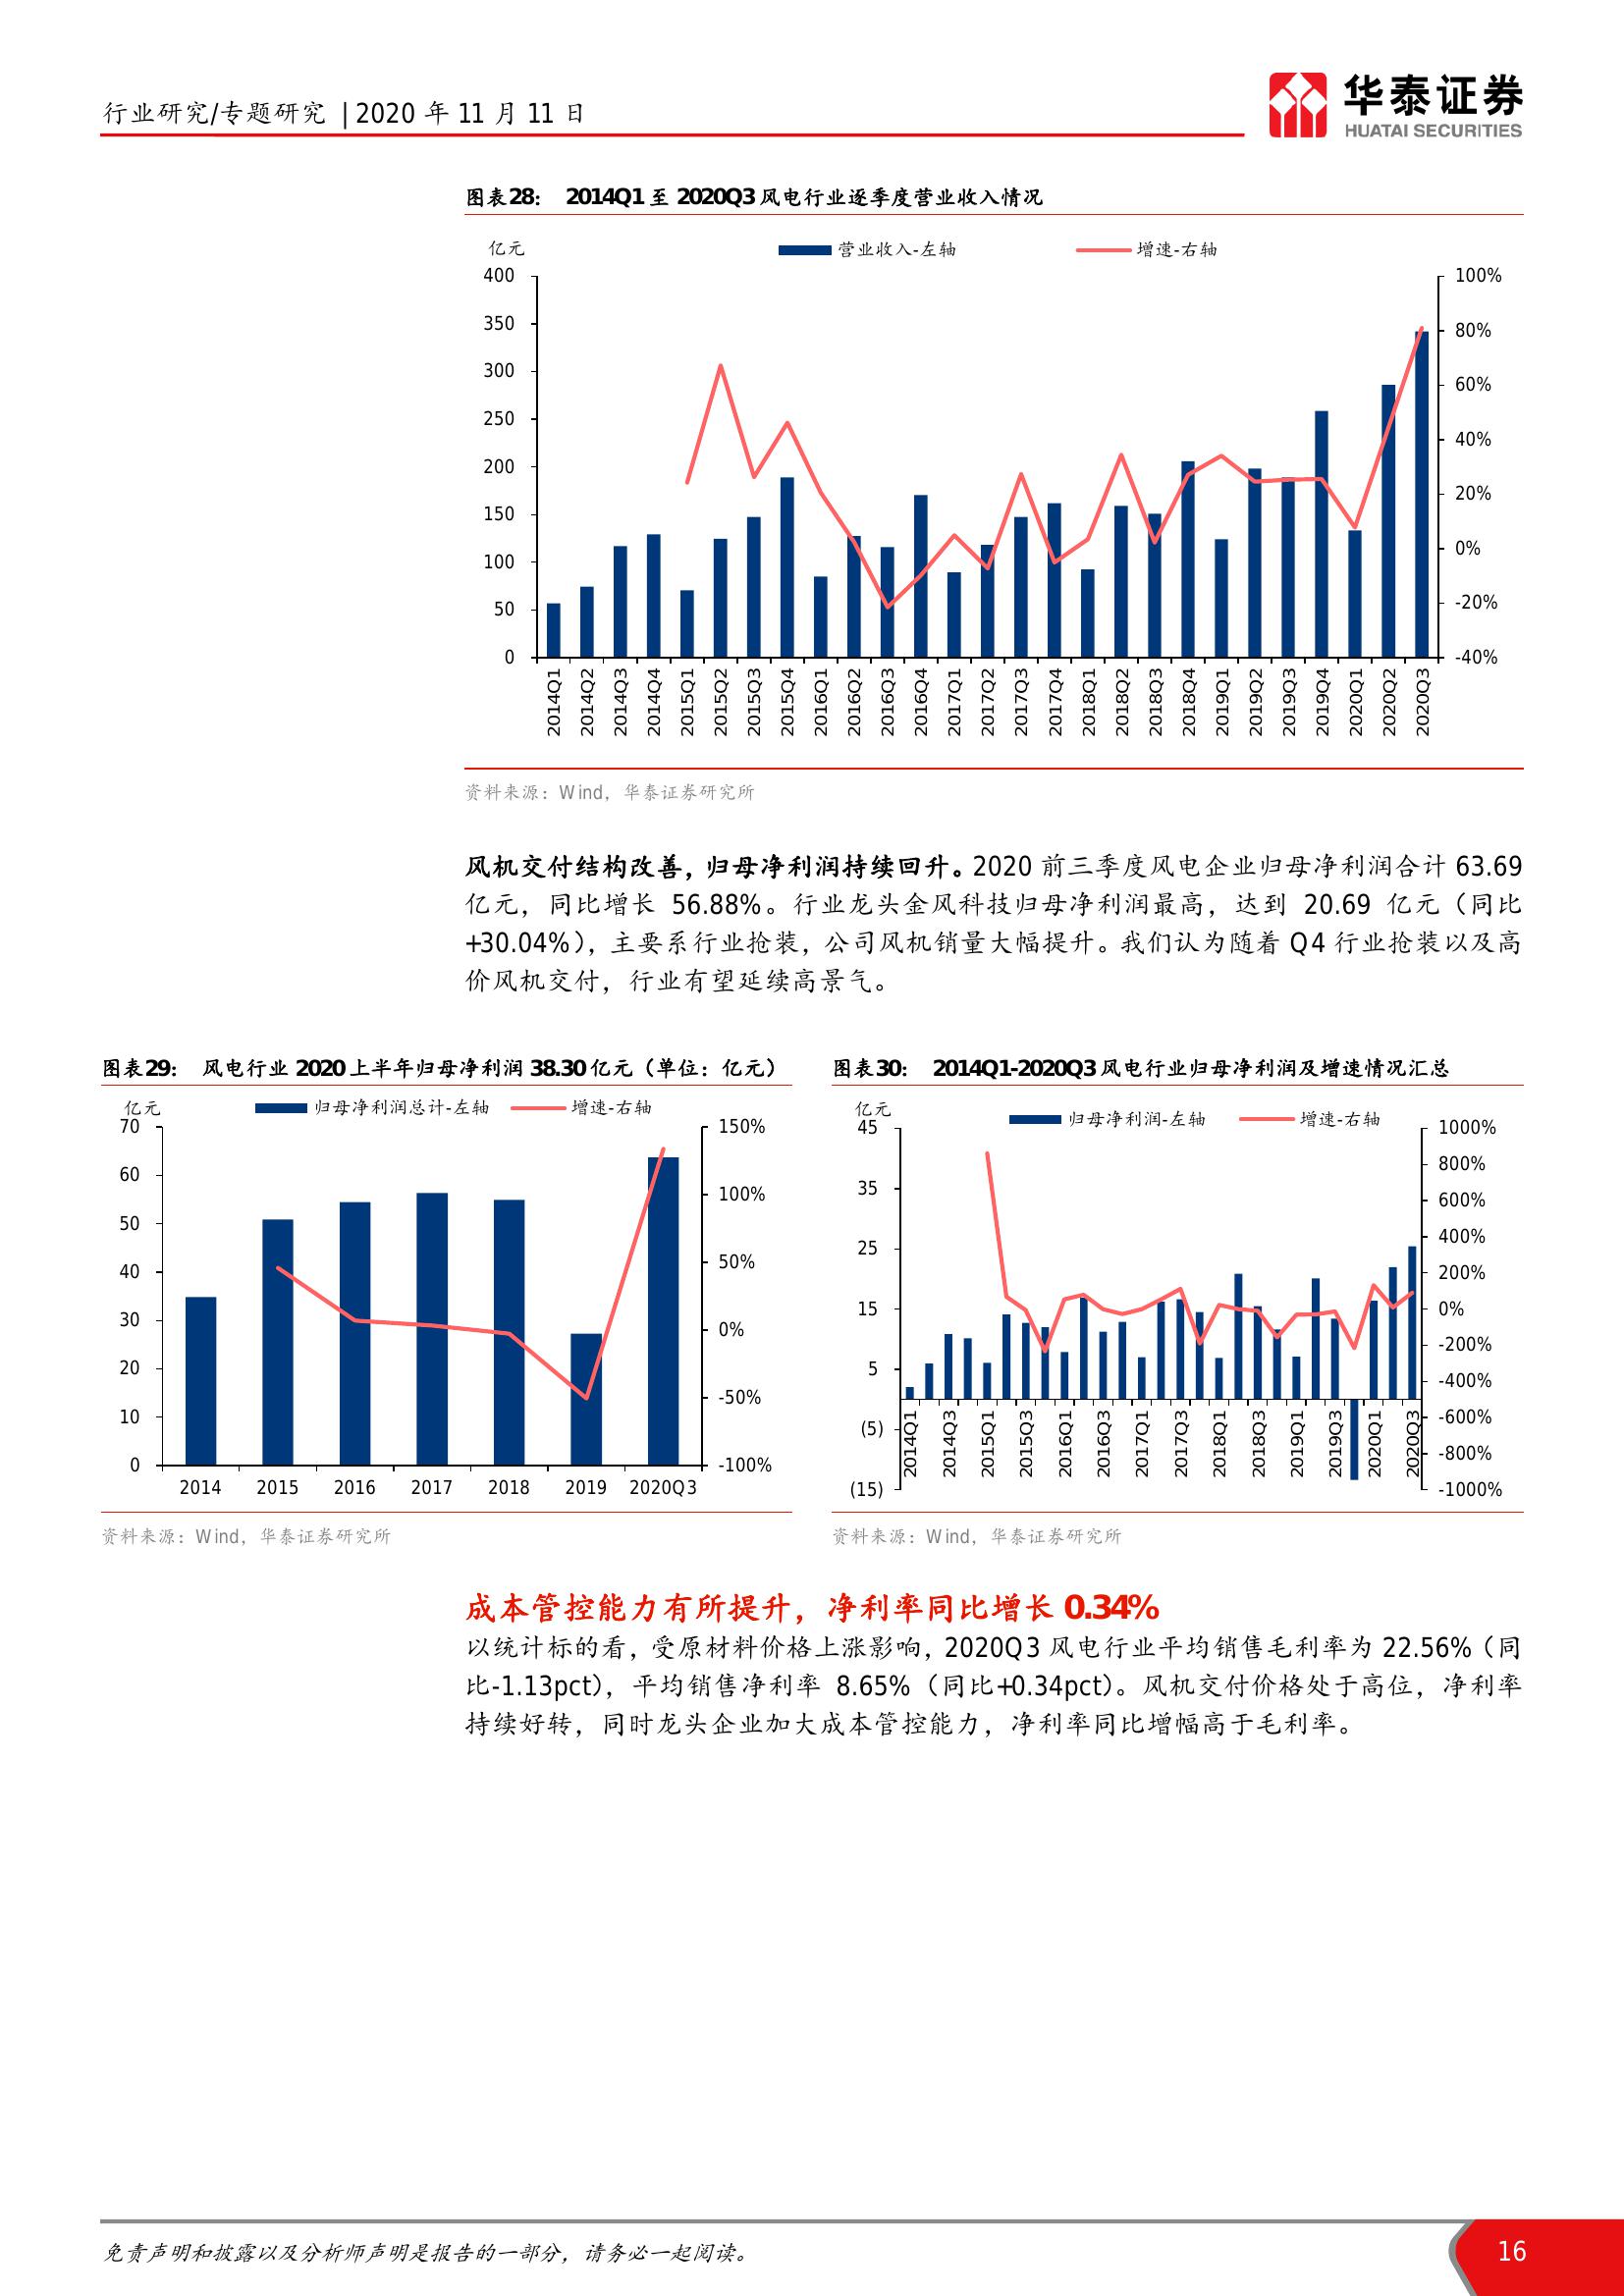 行业研究/专题研究 | 2020 年 11 月 11 日
华泰证券
HUATAI SECURITIES
图表28： 2014Q1 至 2020Q3 风电行业逐季度营业收入情况
亿元
营业收入-左轴
增速-右轴
400
350
300
250
200
150
100
50
0
100%
80%
60%
40%
20%
0%
-20%
-40%
2014Q1
2014Q2
2014Q3
2014Q4
2015Q1
2015Q2
2015Q3
2015Q4
2016Q1
2016Q2
2016Q3
2016Q4
2017Q1
2017Q2
2017Q3
2017Q4
2018Q1
2018Q2
2018Q3
2018Q4
2019Q1
2019Q2
2019Q3
2019Q4
2020Q1
2020Q2
2020Q3
资料来源：Wind，华泰证券研究所
风机交付结构改善，归母净利润持续回升。2020 前三季度风电企业归母净利润合计 63.69
亿元，同比增长 56.88%。行业龙头金风科技归母净利润最高，达到 20.69 亿元（同比
+30.04%），主要系行业抢装，公司风机销量大幅提升。我们认为随着 Q4 行业抢装以及高
价风机交付，行业有望延续高景气。
图表29： 风电行业 2020 上半年归母净利润 38.30 亿元（单位：亿元）
亿元
归母净利润总计-左轴
增速-右轴
70
60
50
40
30
20
10
0
150%
100%
50%
0%
-50%
-100%
2014
2015
2016
2017
2018
2019
2020Q3
资料来源：Wind，华泰证券研究所
图表30： 2014Q1-2020Q3 风电行业归母净利润及增速情况汇总
亿元
归母净利润-左轴
增速-右轴
45
35
25
15
5
(5)
(15)
1000%
800%
600%
400%
200%
0%
-200%
-400%
-600%
-800%
-1000%
2014Q1
2014Q3
2015Q1
2015Q3
2016Q1
2016Q3
2017Q1
2017Q3
2018Q1
2018Q3
2019Q1
2019Q3
2020Q1
2020Q3
资料来源：Wind，华泰证券研究所
成本管控能力有所提升，净利率同比增长 0.34%
以统计标的看，受原材料价格上涨影响，2020Q3 风电行业平均销售毛利率为 22.56%（同
比-1.13pct），平均销售净利率 8.65%（同比+0.34pct）。风机交付价格处于高位，净利率
持续好转，同时龙头企业加大成本管控能力，净利率同比增幅高于毛利率。
免责声明和披露以及分析师声明是报告的一部分，请务必一起阅读。
16